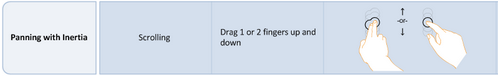 Panning with Inertia
Scrolling
Drag 1 or 2 fingers up and
down
-or-